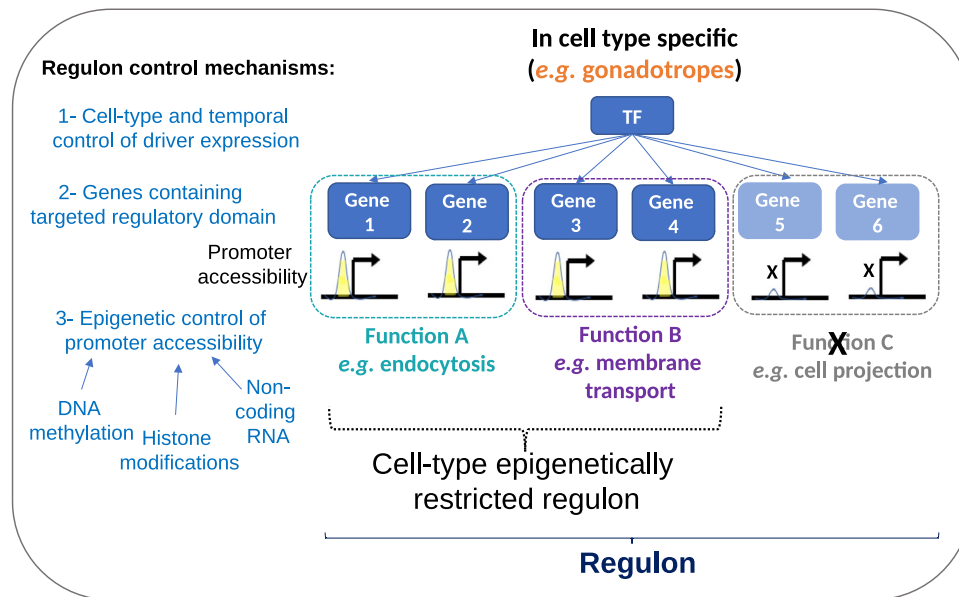 Regulon control mechanisms:
1- Cell-type and temporal
control of driver expression
2- Genes containing
targeted regulatory domain
Promoter
accessibility
3- Epigenetic control of
promoter accessibility
DNA
methylation
Histone
modifications
Non-
coding
RNA
In cell type specific
(e.g. gonadotropes)
TF
Gene
1
Gene
2
Gene
3
Gene
4
Gene
5
Gene
6
X
X
Function A
e.g. endocytosis
Function B
e.g. membrane
transport
Function C
X
e.g. cell projection
Cell-type epigenetically
restricted regulon
Regulon